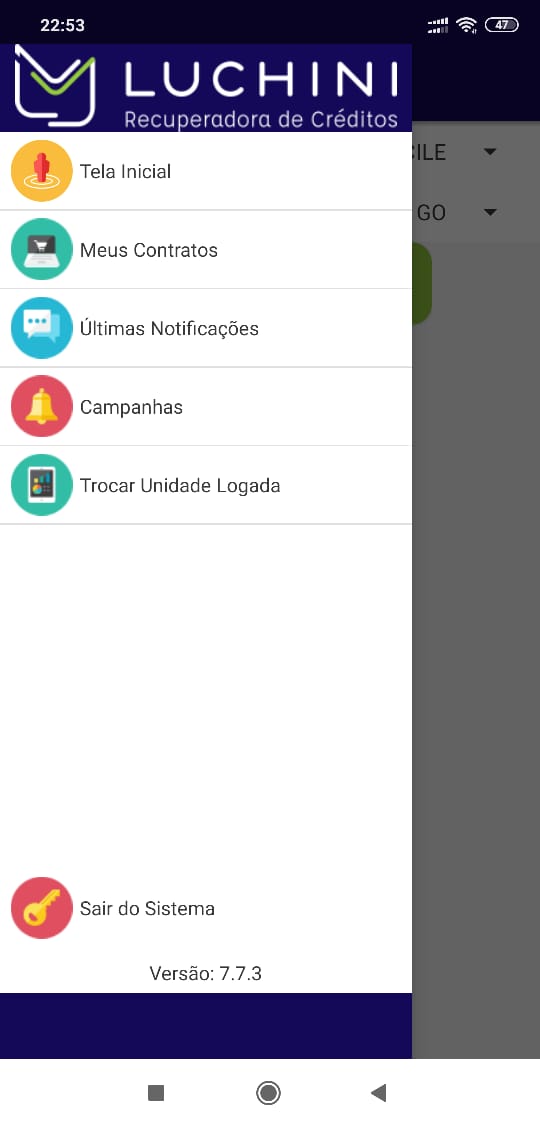 22:53
47
LUCHINI
Recuperadora de Créditos
Tela Inicial
Meus Contratos
Últimas Notificações
Campanhas
Trocar Unidade Logada
GO
Sair do Sistema
Versão: 7.7.3